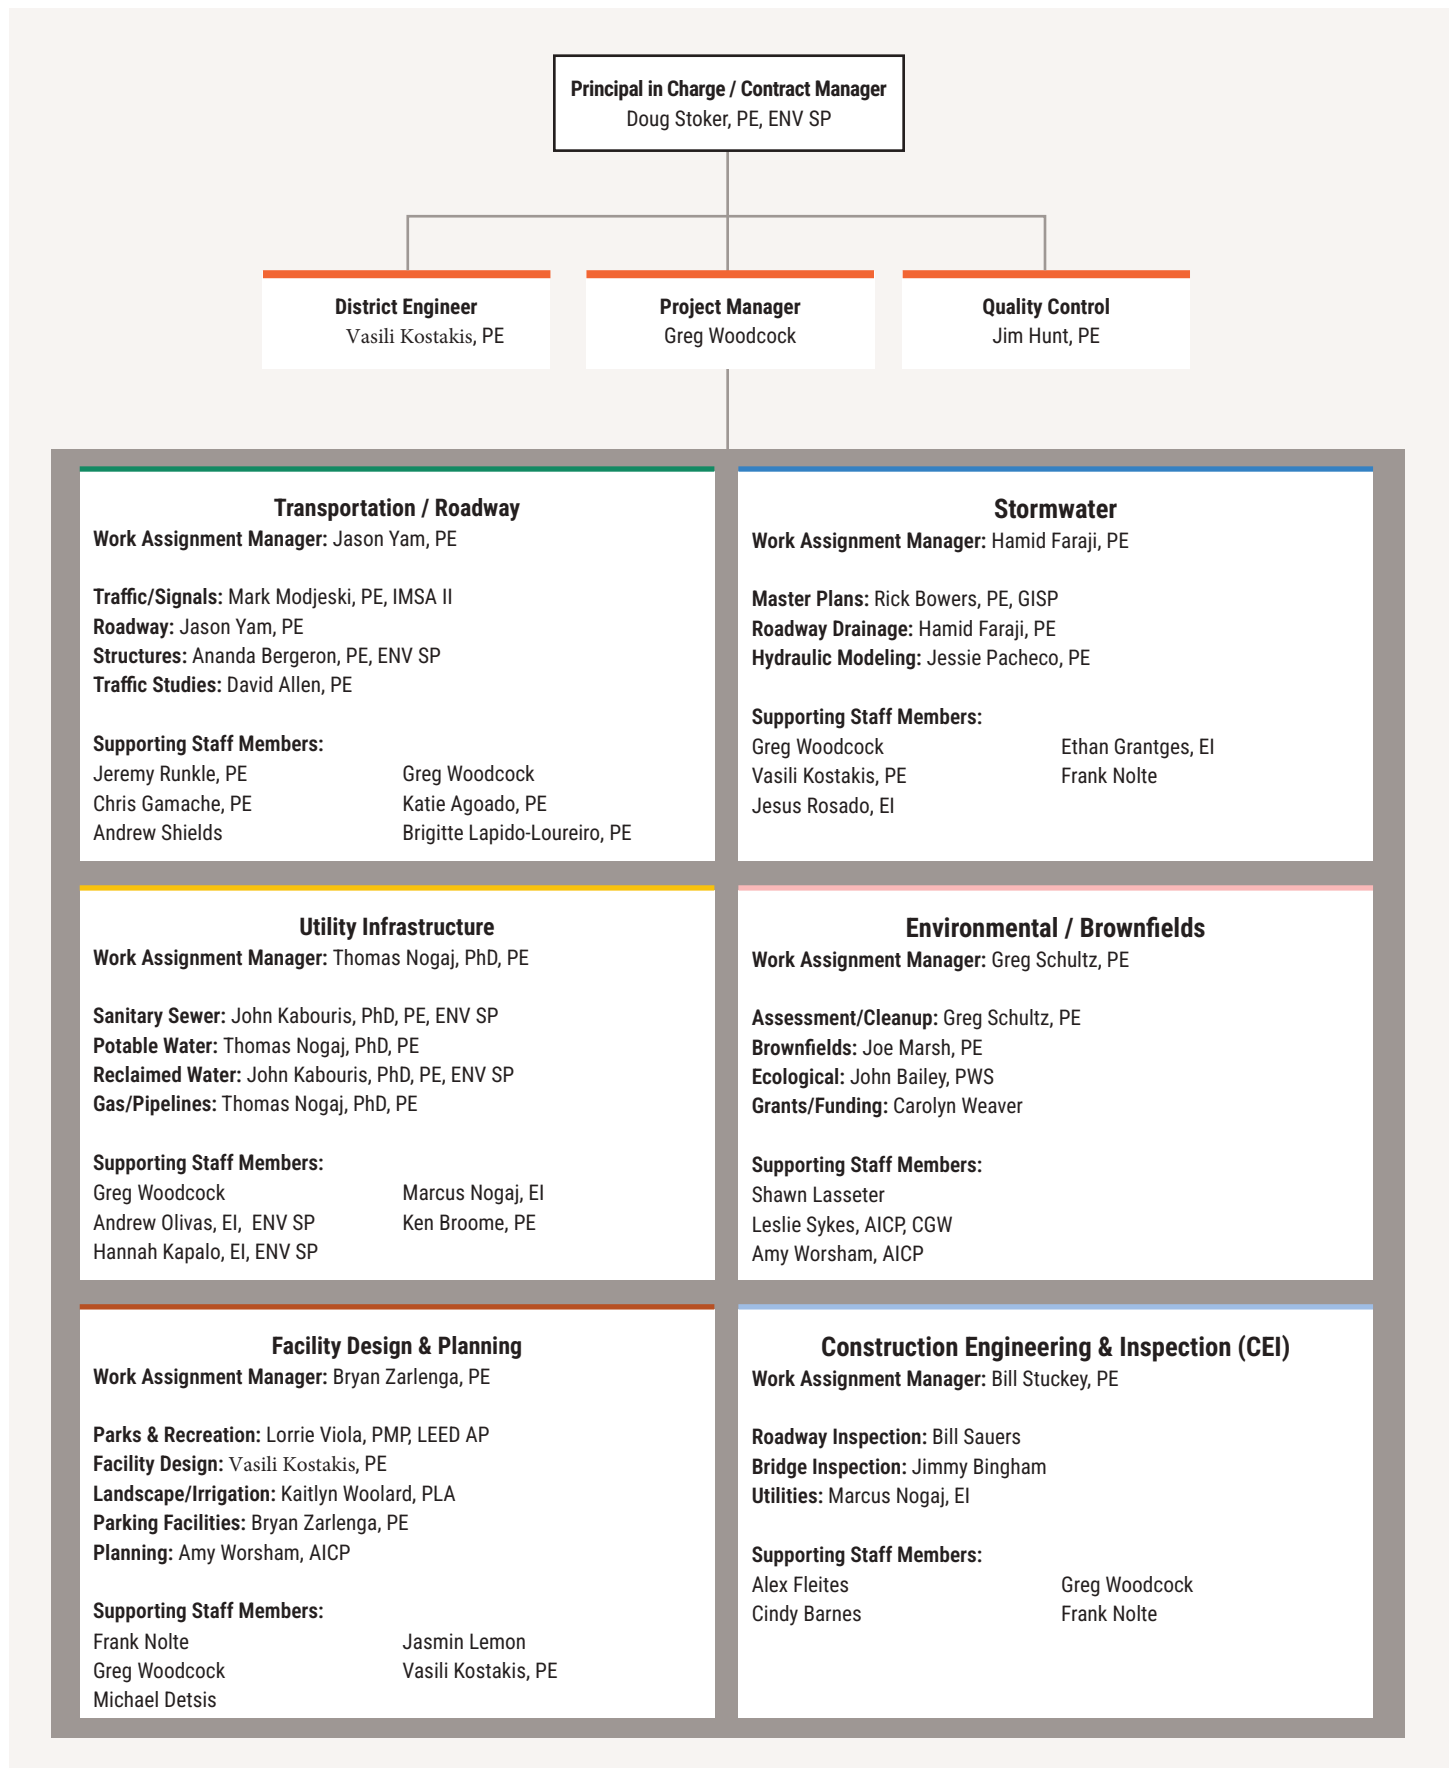 Principal in Charge / Contract Manager
Doug Stoker, PE, ENV SP
District Engineer
Vasili Kostakis, PE
Project Manager
Greg Woodcock
Quality Control
Jim Hunt, PE
Transportation / Roadway
Work Assignment Manager: Jason Yam, PE
Traffic/Signals: Mark Modjeski, PE, IMSA II
Roadway: Jason Yam, PE
Structures: Ananda Bergeron, PE, ENV SP
Traffic Studies: David Allen, PE
Supporting Staff Members:
Jeremy Runkle, PE
Chris Gamache, PE
Andrew Shields
Greg Woodcock
Katie Agoado, PE
Brigitte Lapido-Loureiro, PE
Stormwater
Work Assignment Manager: Hamid Faraji, PE
Master Plans: Rick Bowers, PE, GISP
Roadway Drainage: Hamid Faraji, PE
Hydraulic Modeling: Jessie Pacheco, PE
Supporting Staff Members:
Greg Woodcock
Vasili Kostakis, PE
Jesus Rosado, EI
Ethan Grantges, EI
Frank Nolte
Utility Infrastructure
Work Assignment Manager: Thomas Nogaj, PhD, PE
Sanitary Sewer: John Kabouris, PhD, PE, ENV SP
Potable Water: Thomas Nogaj, PhD, PE
Reclaimed Water: John Kabouris, PhD, PE, ENV SP
Gas/Pipelines: Thomas Nogaj, PhD, PE
Supporting Staff Members:
Greg Woodcock
Andrew Olivas, EI, ENV SP
Hannah Kapalo, EI, ENV SP
Marcus Nogaj, EI
Ken Broome, PE
Environmental / Brownfields
Work Assignment Manager: Greg Schultz, PE
Assessment/Cleanup: Greg Schultz, PE
Brownfields: Joe Marsh, PE
Ecological: John Bailey, PWS
Grants/Funding: Carolyn Weaver
Supporting Staff Members:
Shawn Lasseter
Leslie Sykes, AICP, CGW
Amy Worsham, AICP
Facility Design & Planning
Work Assignment Manager: Bryan Zarlenga, PE
Parks & Recreation: Lorrie Viola, PMP, LEED AP
Facility Design: Vasili Kostakis, PE
Landscape/Irrigation: Kaitlyn Woolard, PLA
Parking Facilities: Bryan Zarlenga, PE
Planning: Amy Worsham, AICP
Supporting Staff Members:
Frank Nolte
Greg Woodcock
Michael Detsis
Jasmin Lemon
Vasili Kostakis, PE
Construction Engineering & Inspection (CEI)
Work Assignment Manager: Bill Stuckey, PE
Roadway Inspection: Bill Sauers
Bridge Inspection: Jimmy Bingham
Utilities: Marcus Nogaj, EI
Supporting Staff Members:
Alex Fleites
Cindy Barnes
Greg Woodcock
Frank Nolte